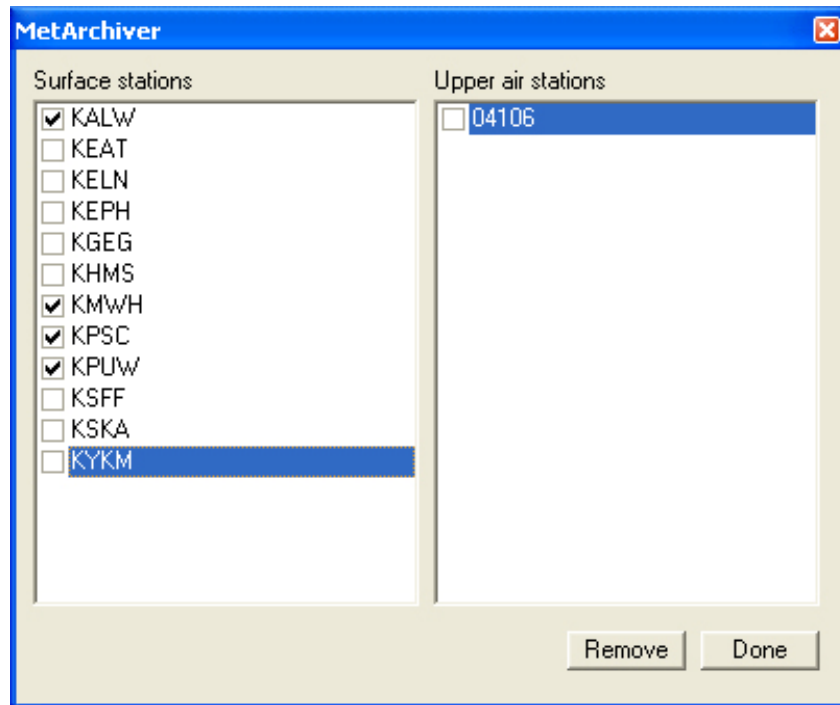 MetArchiver
Surface stations
KALW
KEAT
KELN
KEPH
KGEG
KHMS
KMWH
KPSC
KPUW
KSFF
KSKA
KYKM
Upper air stations
04106
Remove
Done